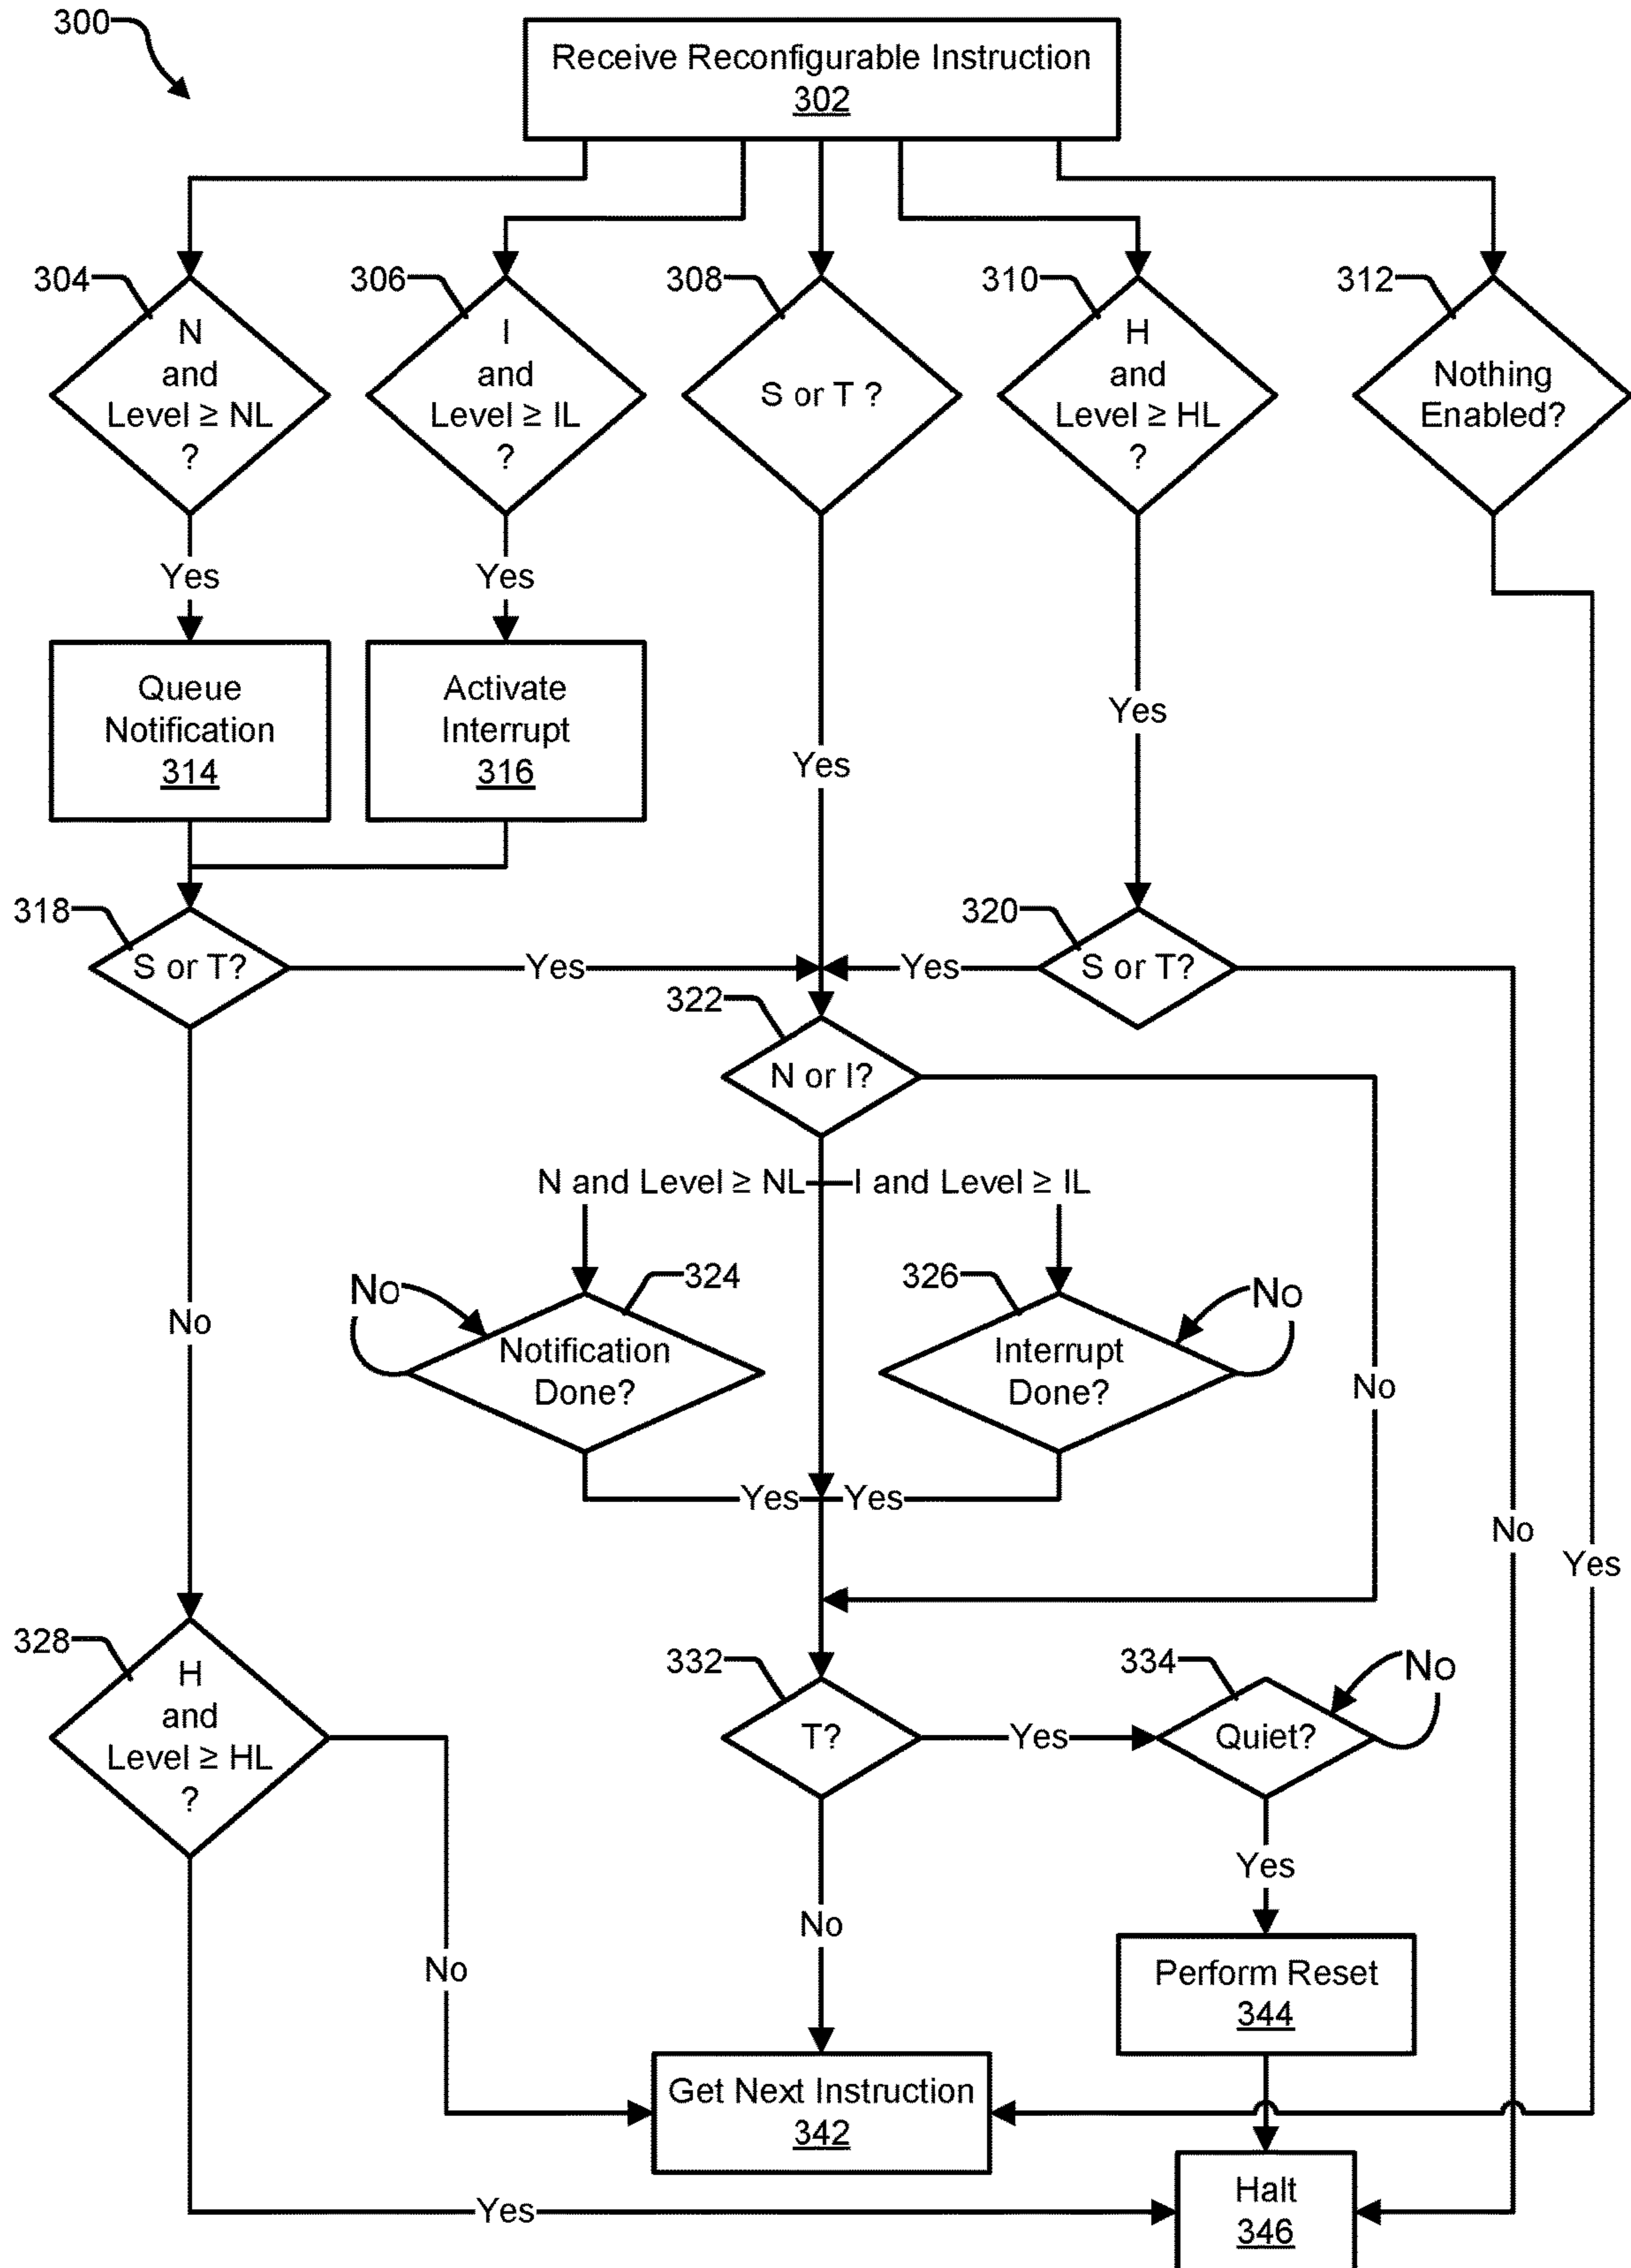 300
Receive Reconfigurable Instruction
302
304
306
308
310
312
N
and
Level ≥ NL
?
I
and
Level ≥ IL
?
S or T ?
H
and
Level ≥ HL
?
Nothing
Enabled?
Yes
Yes
Yes
Yes
Queue
Notification
314
Activate
Interrupt
316
318
S or T?
Yes
320
S or T?
Yes
322
N or I?
N and Level ≥ NL
I and Level ≥ IL
324
No
Notification
Done?
326
No
Interrupt
Done?
No
No
Yes
Yes
No
Yes
328
H
and
Level ≥ HL
?
332
T?
Yes
334
Quiet?
No
Yes
No
No
Perform Reset
344
Get Next Instruction
342
Yes
Halt
346